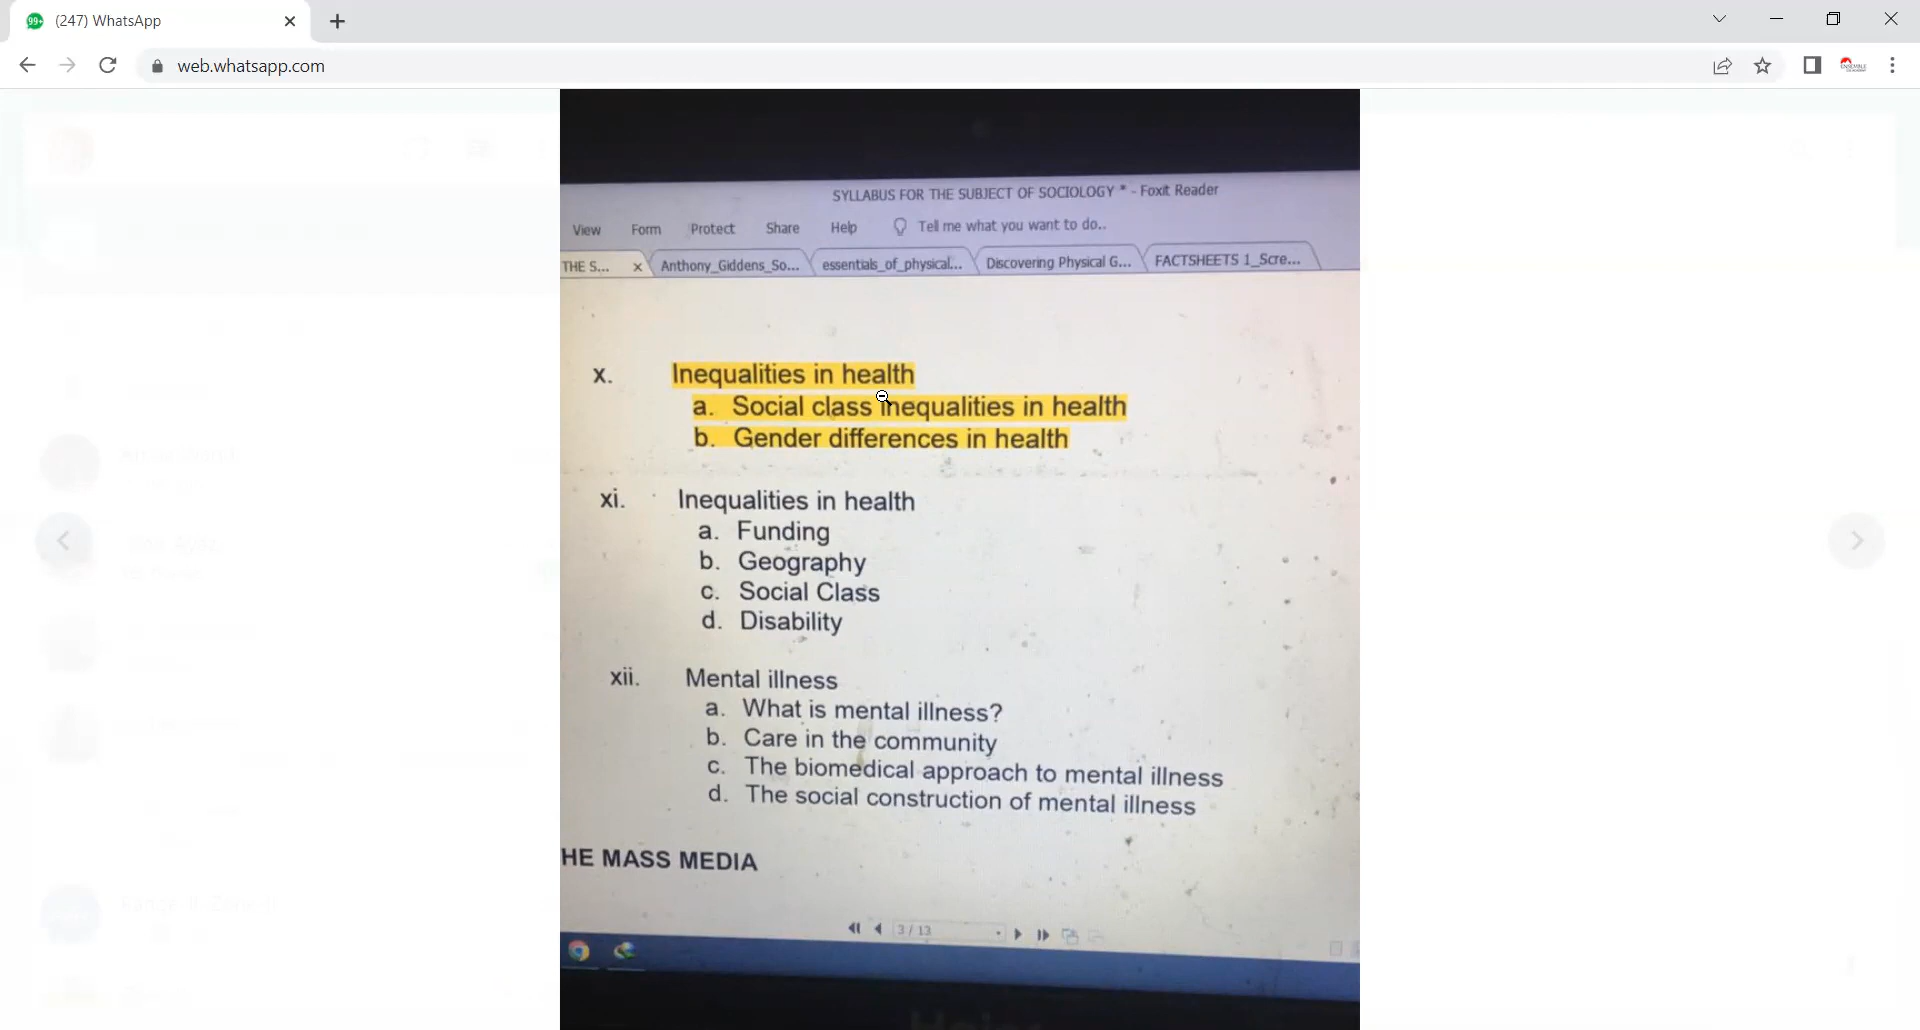 (247) WhatsApp
web.whatsapp.com
SYLLABUS FOR THE SUBJECT OF SOCIOLOGY * - Foxit Reader
View Form Protect Share Help Tell me what you want to do..
THE S... x Anthony_Giddens_So... essentials_of_physical... Discovering Physical G... FACTSHEETS 1_Scre...
x. Inequalities in health
a. Social class inequalities in health
b. Gender differences in health
xi. Inequalities in health
a. Funding
b. Geography
c. Social Class
d. Disability
xii. Mental illness
a. What is mental illness?
b. Care in the community
c. The biomedical approach to mental illness
d. The social construction of mental illness
HE MASS MEDIA
3 / 13